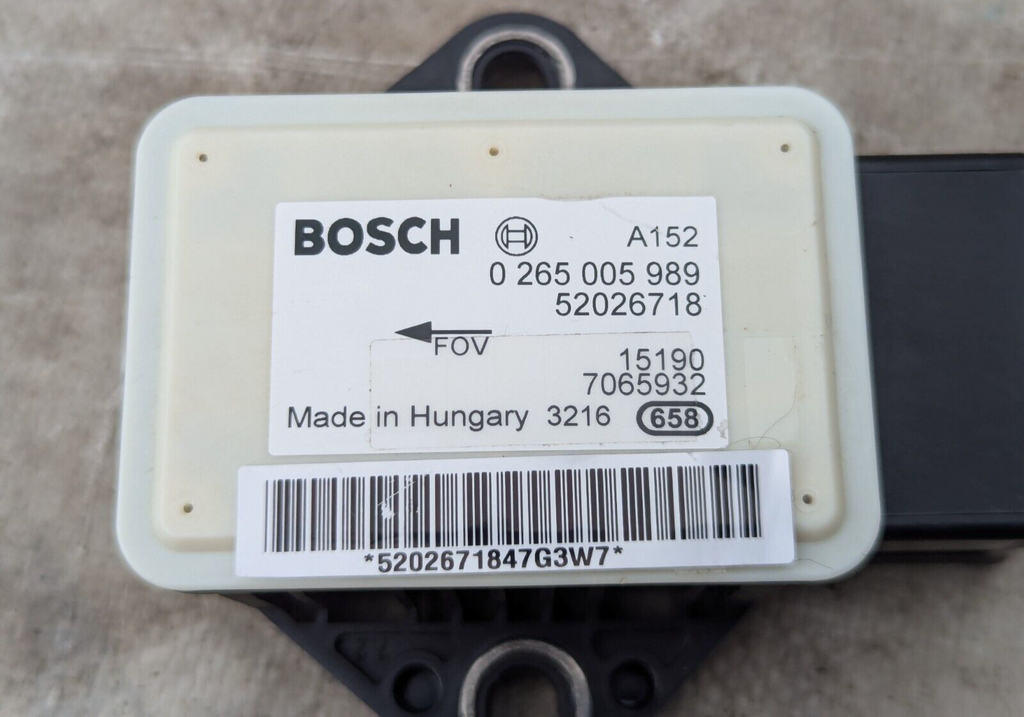 BOSCH A152
0 265 005 989
52026718
FOV
15190
7065932
Made in Hungary 3216 658
*5202671847G3W7*